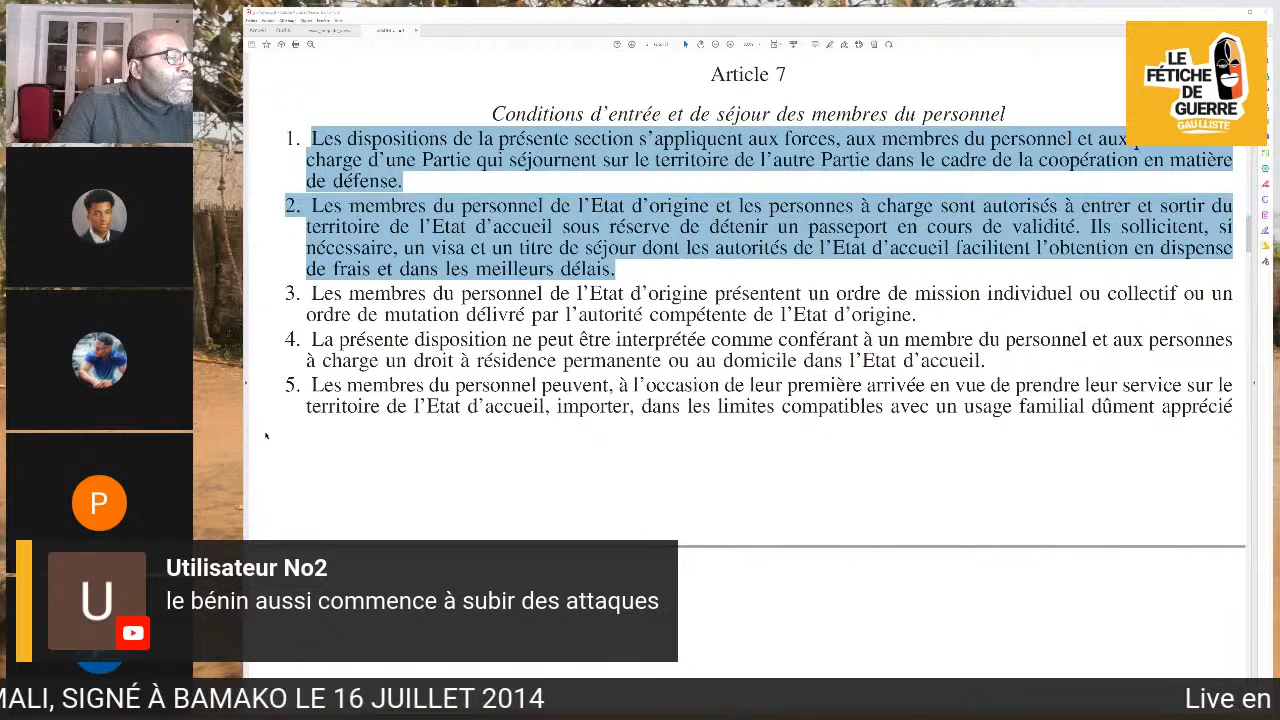 Accueil
LE
FÉTICHE
DE
GUERRE
GAULLISTE
Article 7
Conditions d’entrée et de séjour des membres du personnel
1. Les dispositions de la présente section s’appliquent aux forces, aux membres du personnel et aux
charge d’une Partie qui séjournent sur le territoire de l’autre Partie dans le cadre de la coopération en matière
de défense.
2. Les membres du personnel de l’Etat d’origine et les personnes à charge sont autorisés à entrer et sortir du
territoire de l’Etat d’accueil sous réserve de détenir un passeport en cours de validité. Ils sollicitent, si
nécessaire, un visa et un titre de séjour dont les autorités de l’Etat d’accueil facilitent l’obtention en dispense
de frais et dans les meilleurs délais.
3. Les membres du personnel de l’Etat d’origine présentent un ordre de mission individuel ou collectif ou un
ordre de mutation délivré par l’autorité compétente de l’Etat d’origine.
4. La présente disposition ne peut être interprétée comme conférant à un membre du personnel et aux personnes
à charge un droit à résidence permanente ou au domicile dans l’Etat d’accueil.
5. Les membres du personnel peuvent, à l’occasion de leur première arrivée en vue de prendre leur service sur le
territoire de l’Etat d’accueil, importer, dans les limites compatibles avec un usage familial dûment apprécié
P
U
Utilisateur No2
le bénin aussi commence à subir des attaques
MALI, SIGNÉ À BAMAKO LE 16 JUILLET 2014
Live en